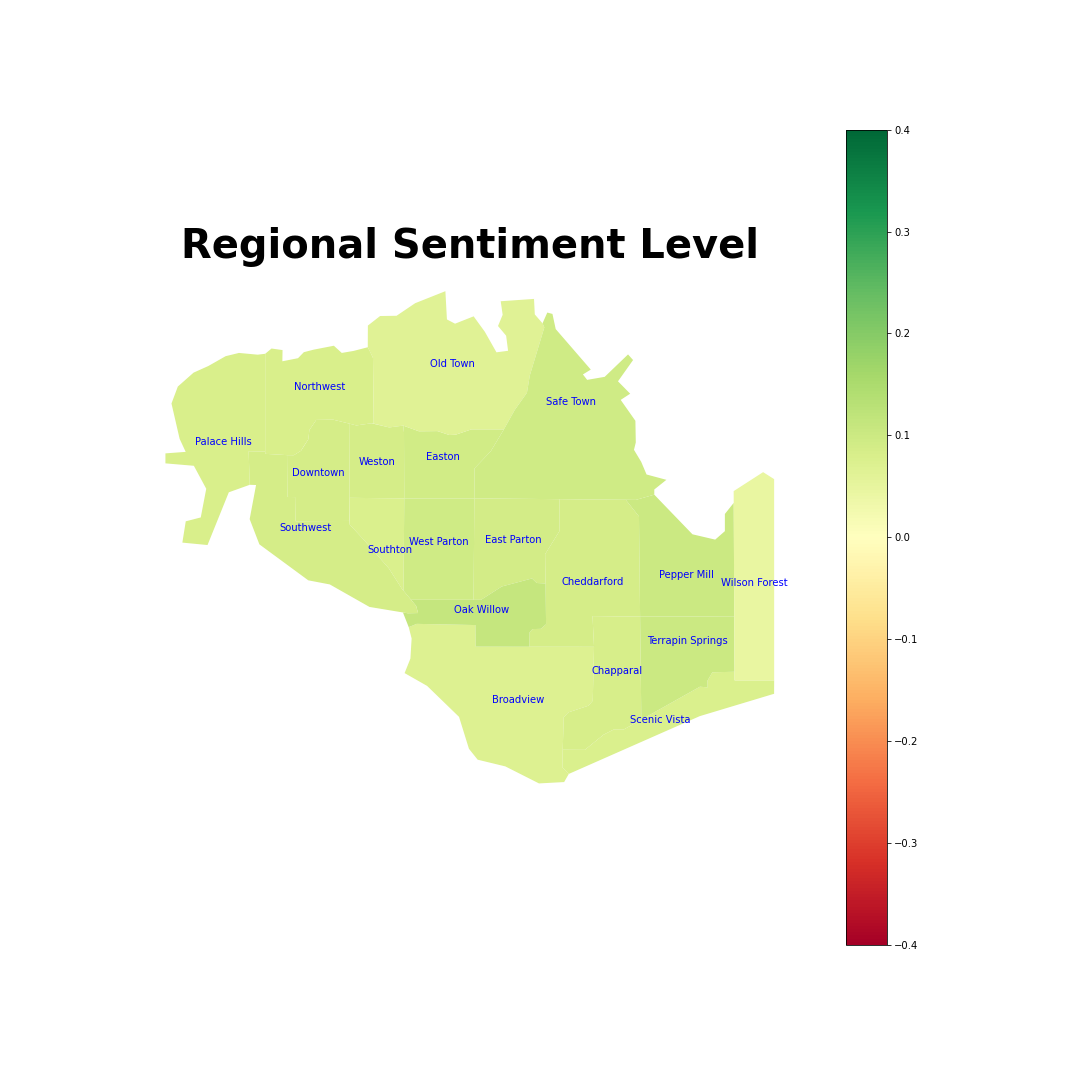 Regional Sentiment Level
Old Town
Northwest
Safe Town
Palace Hills
Easton
Weston
Downtown
Southwest
East Parton
West Parton
Southton
Pepper Mill
Cheddarford
Wilson Forest
Oak Willow
Terrapin Springs
Chapparal
Broadview
Scenic Vista
0.4
0.3
0.2
0.1
0.0
−0.1
−0.2
−0.3
−0.4